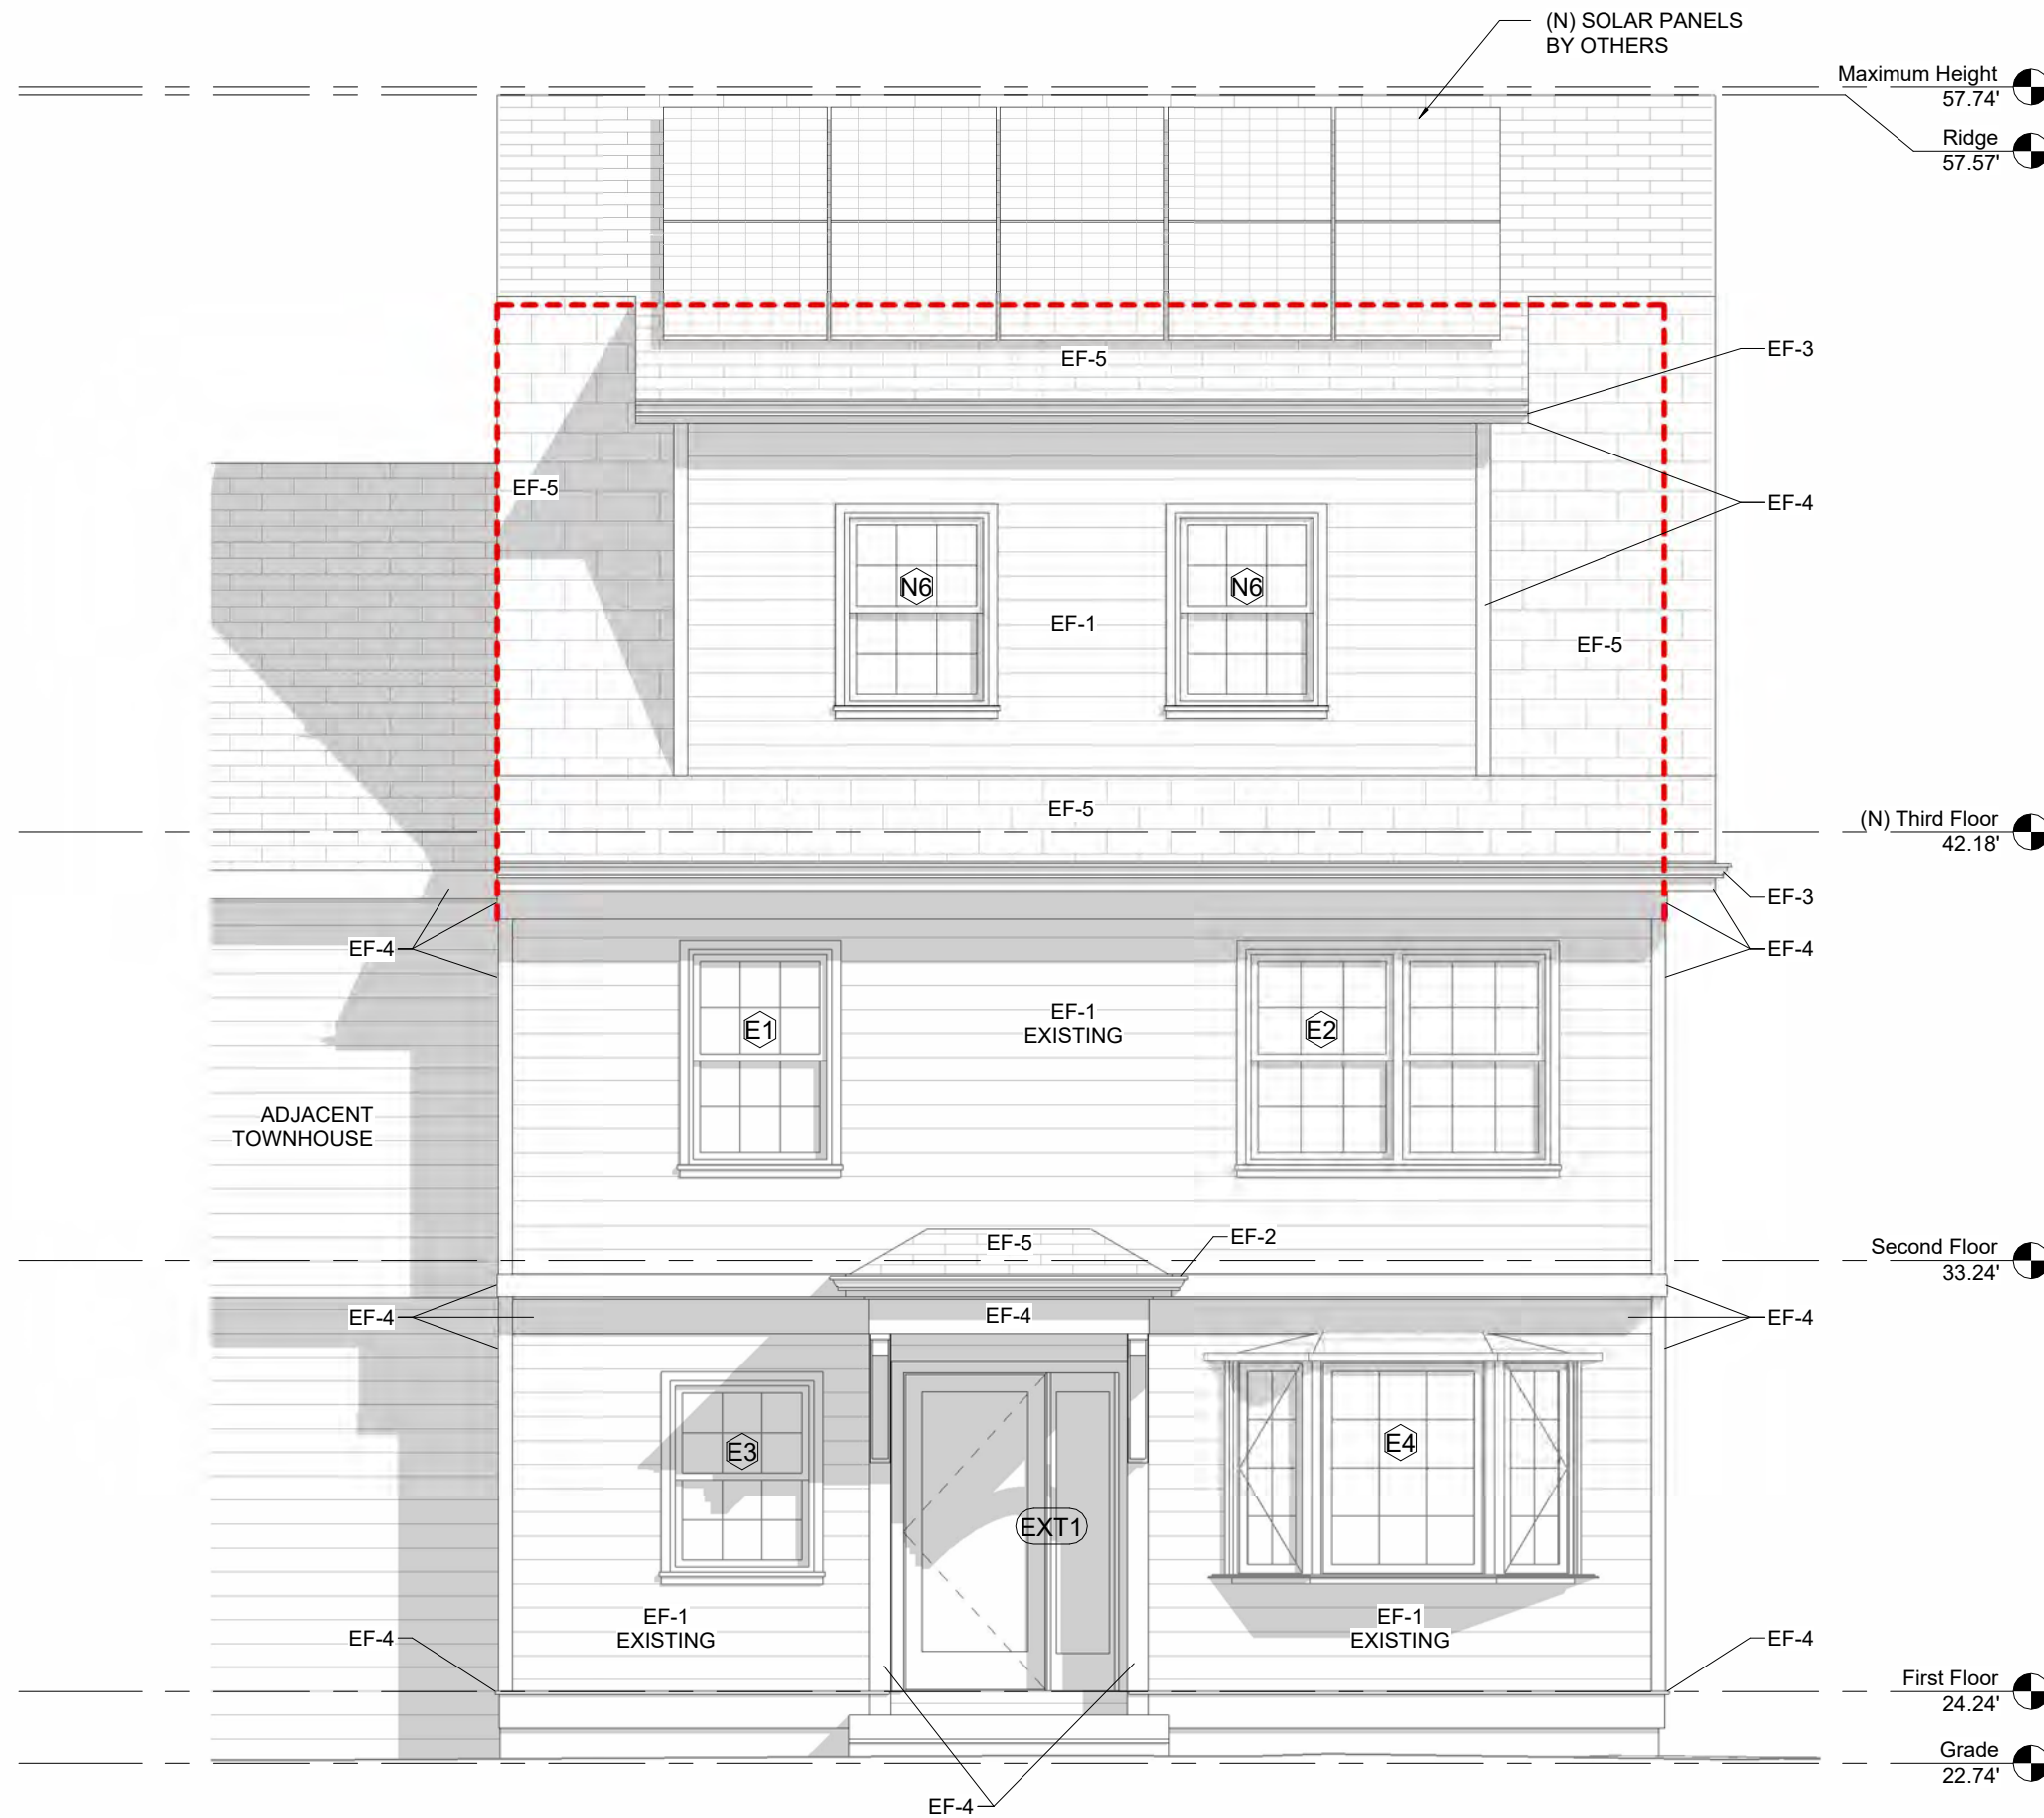 (N) SOLAR PANELS
BY OTHERS
Maximum Height
57.74'
Ridge
57.57'
EF-5
EF-3
EF-5
EF-4
N6
N6
EF-1
EF-5
EF-5
(N) Third Floor
42.18'
EF-3
EF-4
EF-4
EF-1
EXISTING
E1
E2
ADJACENT
TOWNHOUSE
EF-5
EF-2
Second Floor
33.24'
EF-4
EF-4
EF-4
E3
E4
EXT1
EF-1
EXISTING
EF-1
EXISTING
EF-4
EF-4
First Floor
24.24'
Grade
22.74'
EF-4